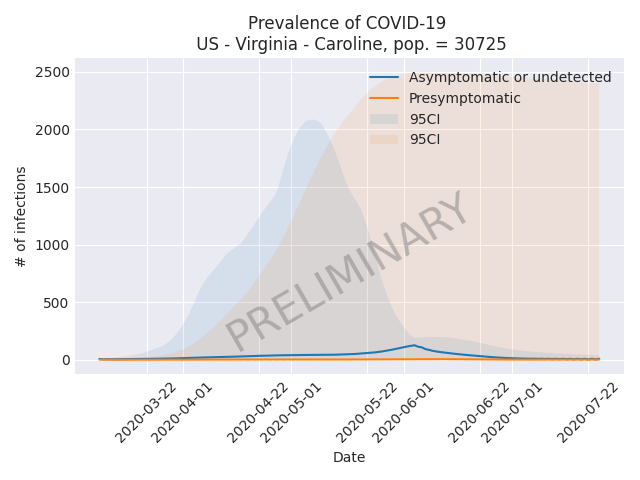 Prevalence of COVID-19
US - Virginia - Caroline, pop. = 30725
Asymptomatic or undetected
Presymptomatic
95CI
95CI
# of infections
2500
2000
1500
1000
500
0
PRELIMINARY
2020-03-22
2020-04-01
2020-04-22
2020-05-01
2020-05-22
2020-06-01
2020-06-22
2020-07-01
2020-07-22
Date